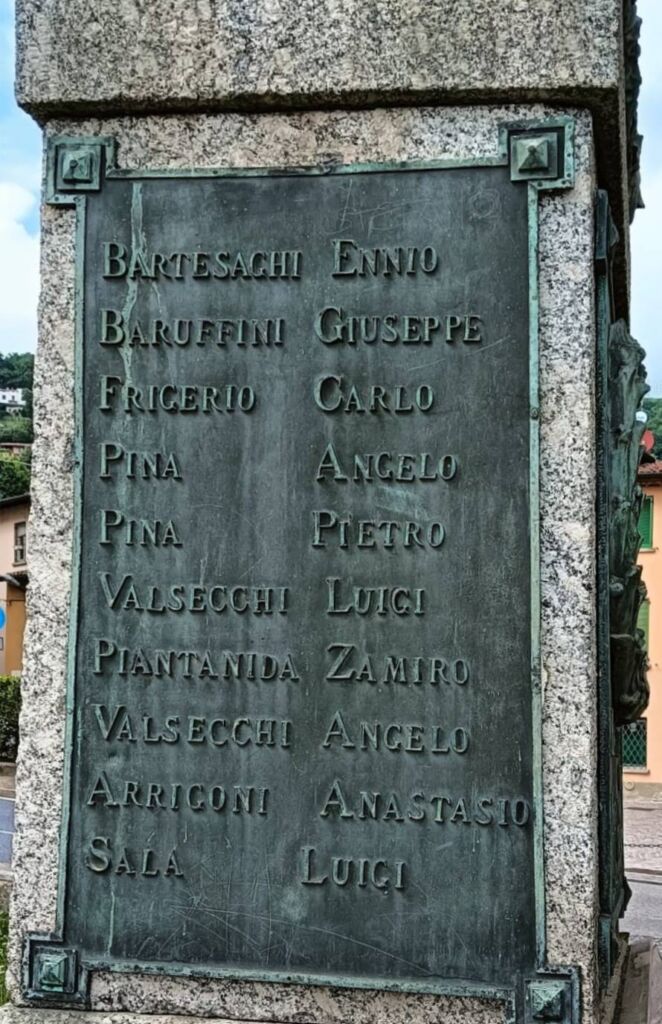 BARTESAGHI ENNIO
BARUFFINI GIUSEPPE
FRIGERIO CARLO
PINA ANGELO
PINA PIETRO
VALSECCHI LUIGI
PIANTANIDA ZAMIRO
VALSECCHI ANGELO
ARRIGONI ANASTASIO
SALA LUIGI